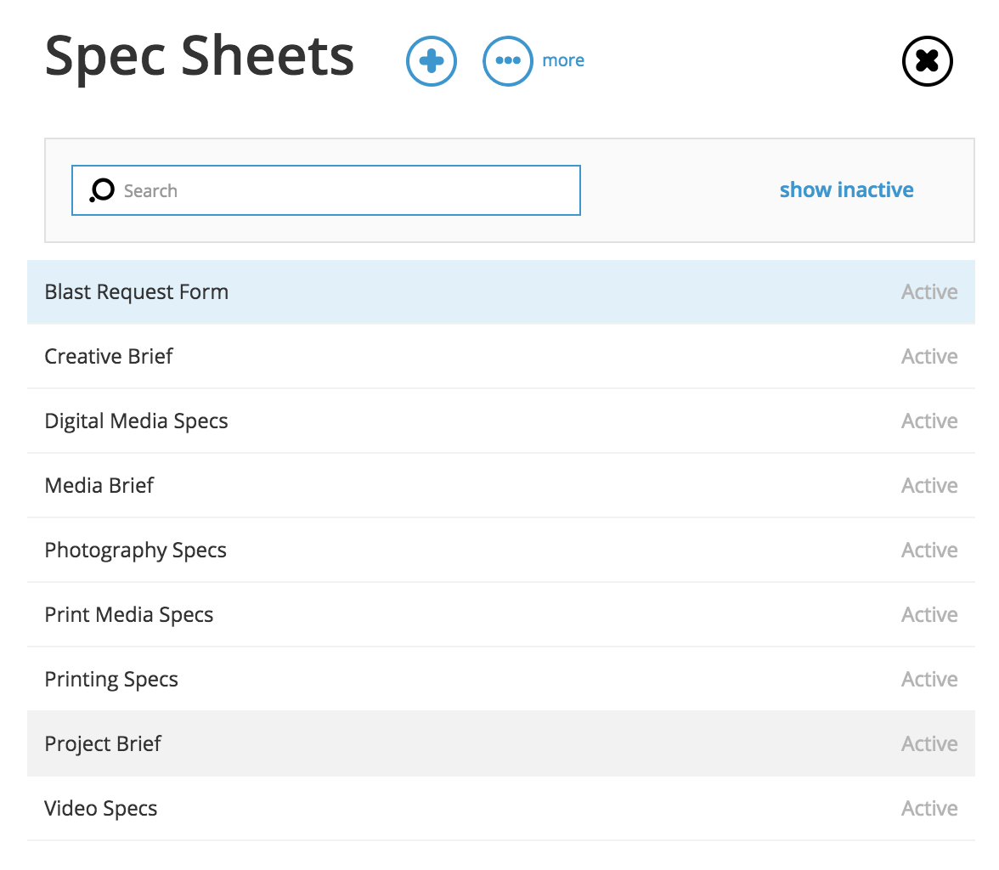 Spec Sheets more
Search show inactive
Blast Request Form Active
Creative Brief Active
Digital Media Specs Active
Media Brief Active
Photography Specs Active
Print Media Specs Active
Printing Specs Active
Project Brief Active
Video Specs Active